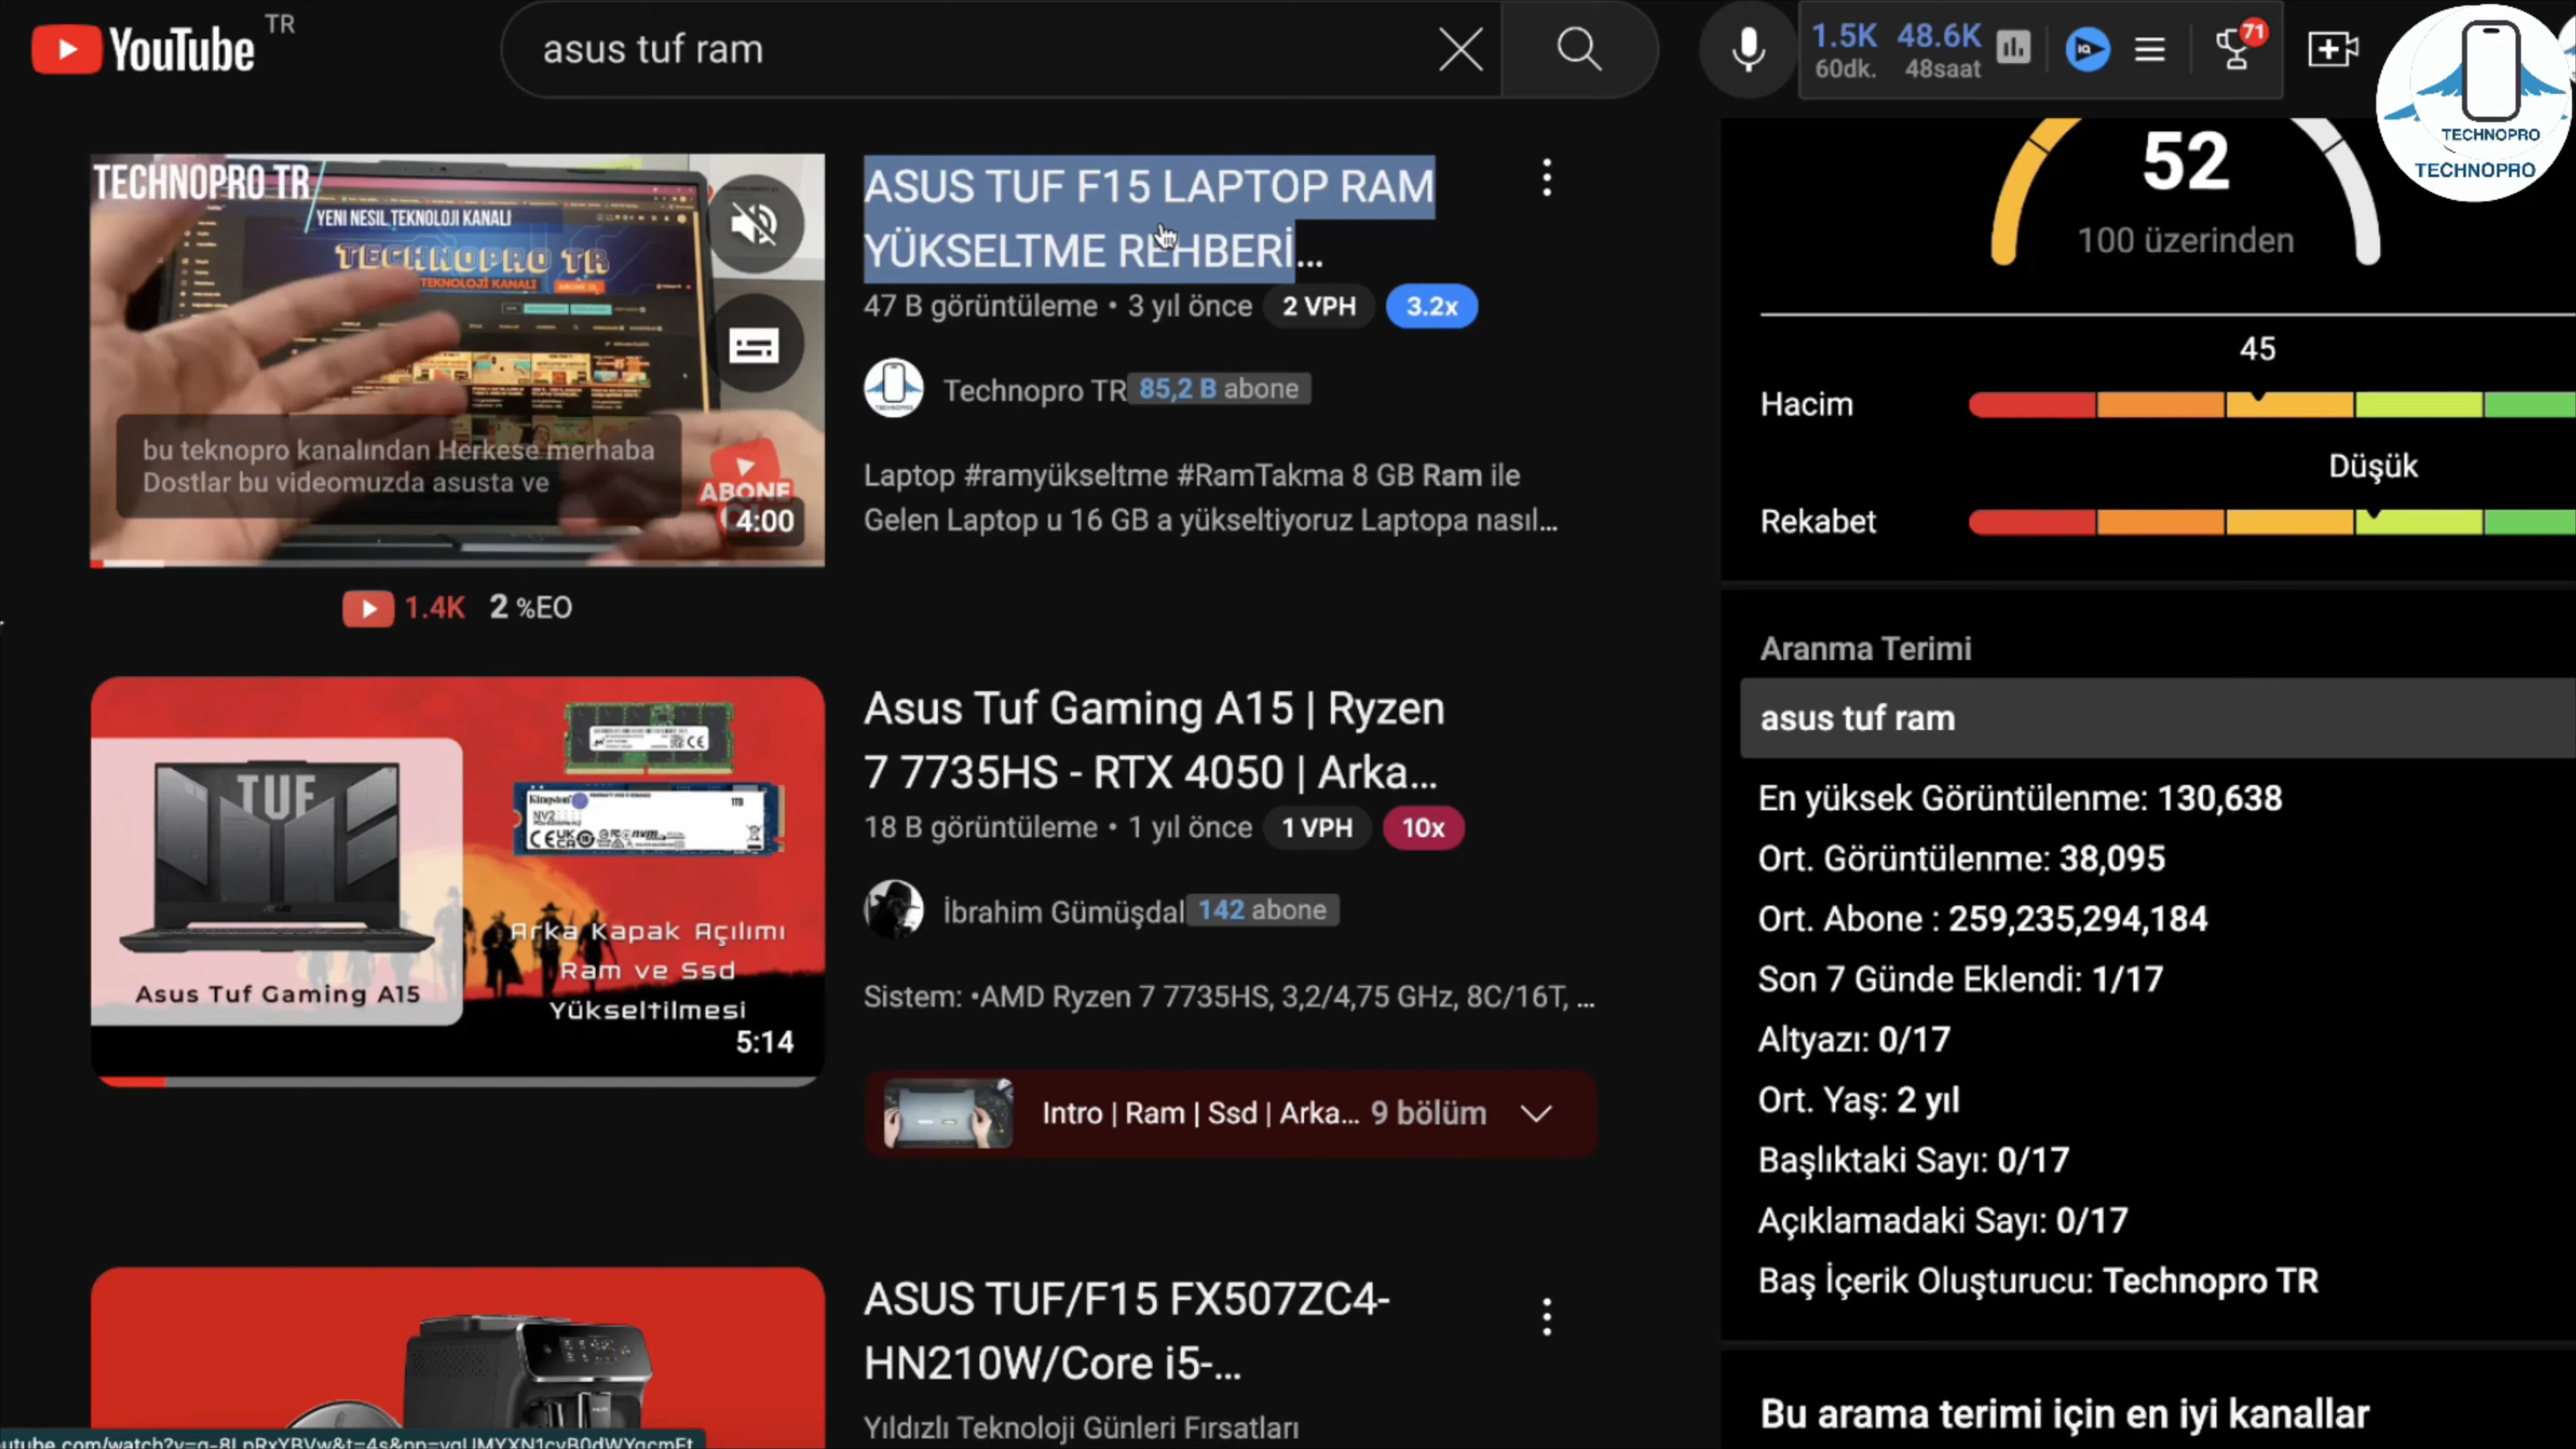 YouTube TR
asus tuf ram
1.5K 48.6K
60dk. 48saat
IQ
71
TECHNOPRO
TECHNOPRO
TECHNOPRO TR
YENI NESIL TEKNOLOJI KANALI
TECHNOPRO TR
TEKNOLOJI KANALI
bu teknopro kanalından Herkese merhaba
Dostlar bu videomuzda asusta ve
ABONE
4:00
1.4K 2 %EO
ASUS TUF F15 LAPTOP RAM
YÜKSELTME REHBERİ...
47 B görüntüleme • 3 yıl önce 2 VPH 3.2x
Technopro TR 85,2 B abone
Laptop #ramyükseltme #RamTakma 8 GB Ram ile
Gelen Laptop u 16 GB a yükseltiyoruz Laptopa nasıl...
TUF
Kingston
NV2
1TB
Arka Kapak Açılımı
Ram ve Ssd
Yükseltilmesi
Asus Tuf Gaming A15
5:14
Asus Tuf Gaming A15 | Ryzen
7 7735HS - RTX 4050 | Arka...
18 B görüntüleme • 1 yıl önce 1 VPH 10x
İbrahim Gümüşdal 142 abone
Sistem: •AMD Ryzen 7 7735HS, 3,2/4,75 GHz, 8C/16T, ...
Intro | Ram | Ssd | Arka... 9 bölüm
ASUS TUF/F15 FX507ZC4-
HN210W/Core i5-...
Yıldızlı Teknoloji Günleri Fırsatları
52
100 üzerinden
45
Hacim
Düşük
Rekabet
Aranma Terimi
asus tuf ram
En yüksek Görüntülenme: 130,638
Ort. Görüntülenme: 38,095
Ort. Abone : 259,235,294,184
Son 7 Günde Eklendi: 1/17
Altyazı: 0/17
Ort. Yaş: 2 yıl
Başlıktaki Sayı: 0/17
Açıklamadaki Sayı: 0/17
Baş İçerik Oluşturucu: Technopro TR
Bu arama terimi için en iyi kanallar